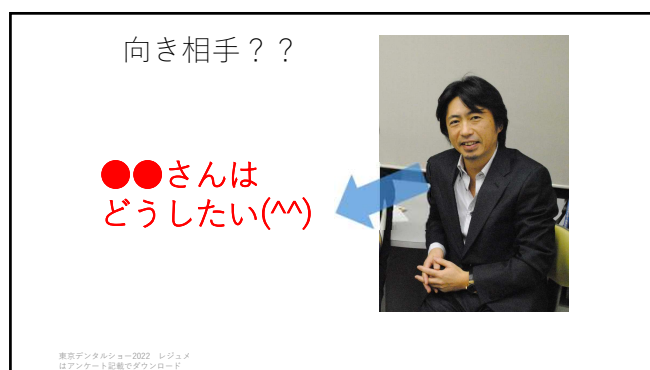 向き相手？？
●●さんは
どうしたい(^^)
東京デンタルショー2022　レジュメ
はアンケート記載でダウンロード